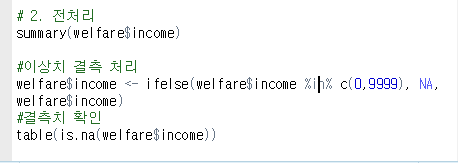 # 2. 전처리
summary(welfare$income)
#이상치 결측 처리
welfare$income <- ifelse(welfare$income %in% c(0,9999), NA,
welfare$income)
#결측치 확인
table(is.na(welfare$income))